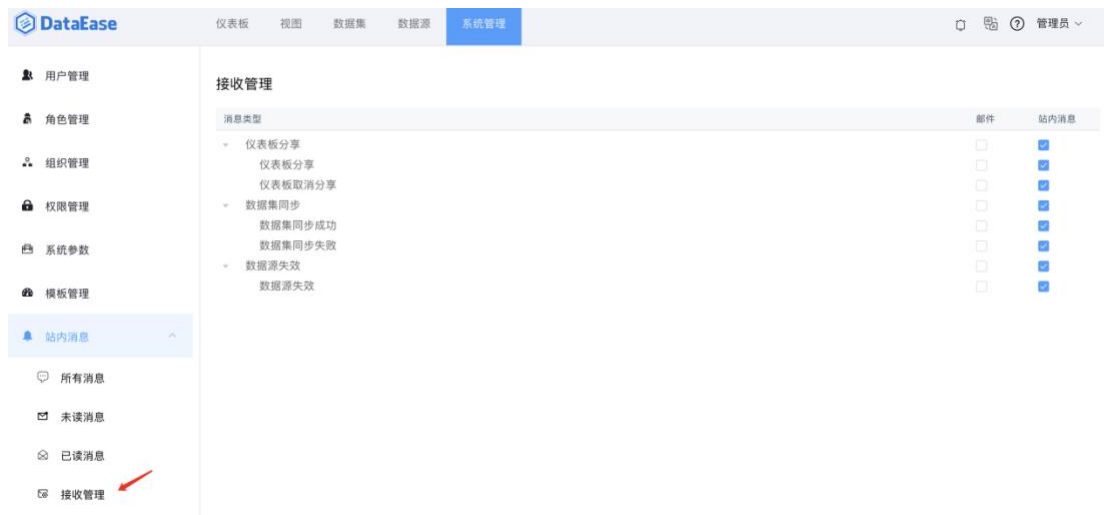 DataEase
仪表板 视图 数据集 数据源 系统管理 管理员
用户管理
角色管理
组织管理
权限管理
系统参数
模板管理
站内消息
所有消息
未读消息
已读消息
接收管理
接收管理
消息类型 邮件 站内消息
仪表板分享
仪表板分享
仪表板取消分享
数据集同步
数据集同步成功
数据集同步失败
数据源失效
数据源失效